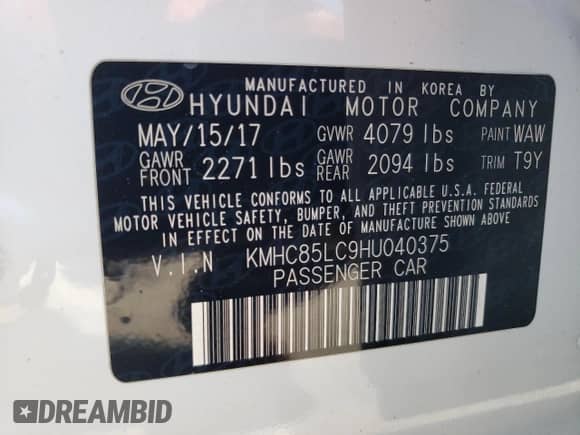 MANUFACTURED IN KOREA BY
HYUNDAI MOTOR COMPANY
MAY/15/17 GVWR 4079 lbs PAINT WAW
GAWR FRONT 2271 lbs GAWR REAR 2094 lbs TRIM T9Y
THIS VEHICLE CONFORMS TO ALL APPLICABLE U.S.A. FEDERAL
MOTOR VEHICLE SAFETY, BUMPER, AND THEFT PREVENTION STANDARDS
IN EFFECT ON THE DATE OF MANUFACTURE SHOWN ABOVE.
V.I.N KMHC85LC9HU040375
PASSENGER CAR
DREAMBID